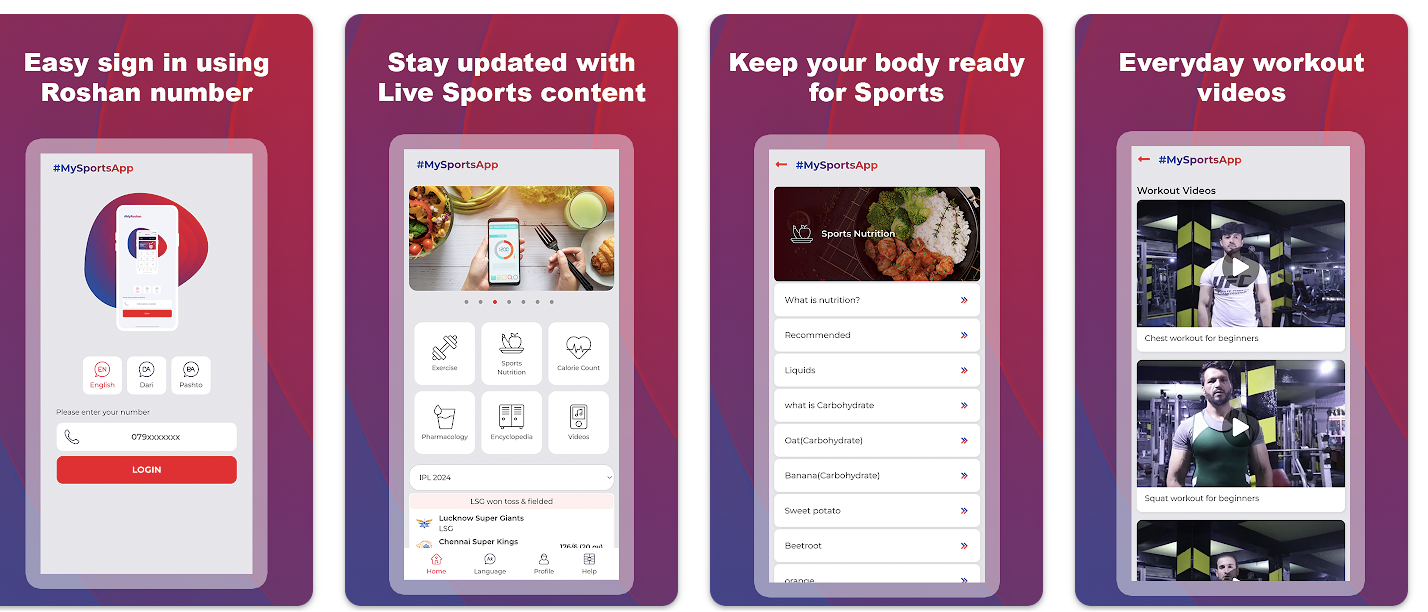 Easy sign in using
Roshan number
#MySportsApp
EN
DA
PA
English
Dari
Pashto
Please enter your number
079xxxxxxx
LOGIN
Stay updated with
Live Sports content
#MySportsApp
Exercise
Sports
Nutrition
Calorie Count
Pharmacology
Encyclopedia
Videos
IPL 2024
LSG won toss & fielded
Lucknow Super Giants
LSG
Chennai Super Kings
176/6 (20 ov)
Home
Language
Profile
Help
Keep your body ready
for Sports
#MySportsApp
Sports Nutrition
What is nutrition?
Recommended
Liquids
what is Carbohydrate
Oat(Carbohydrate)
Banana(Carbohydrate)
Sweet potato
Beetroot
orange
Everyday workout
videos
#MySportsApp
Workout Videos
Chest workout for beginners
Squat workout for beginners